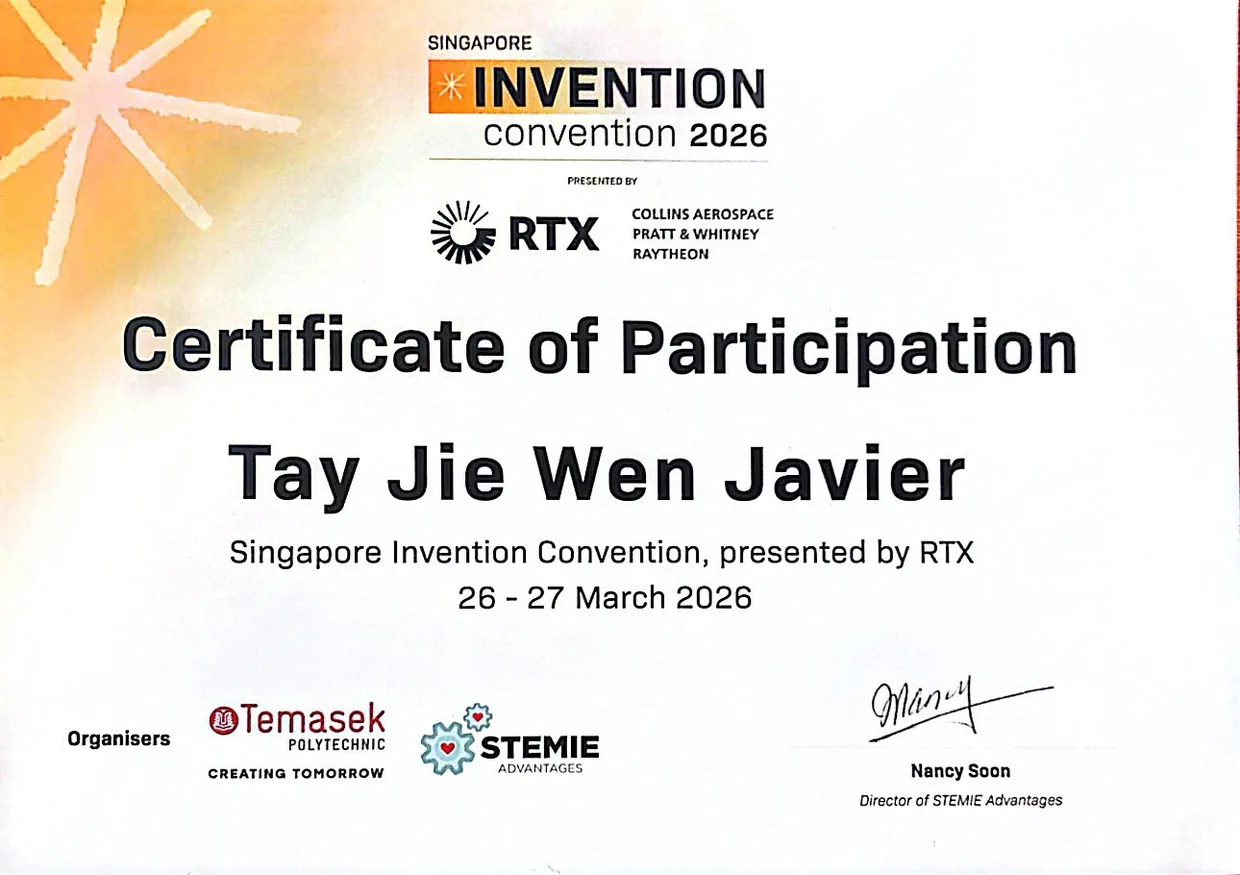 SINGAPORE
INVENTION
convention 2026
PRESENTED BY
RTX
COLLINS AEROSPACE
PRATT & WHITNEY
RAYTHEON
Certificate of Participation
Tay Jie Wen Javier
Singapore Invention Convention, presented by RTX
26 - 27 March 2026
Organisers
Temasek
POLYTECHNIC
CREATING TOMORROW
STEMIE
ADVANTAGES
Nancy
Nancy Soon
Director of STEMIE Advantages